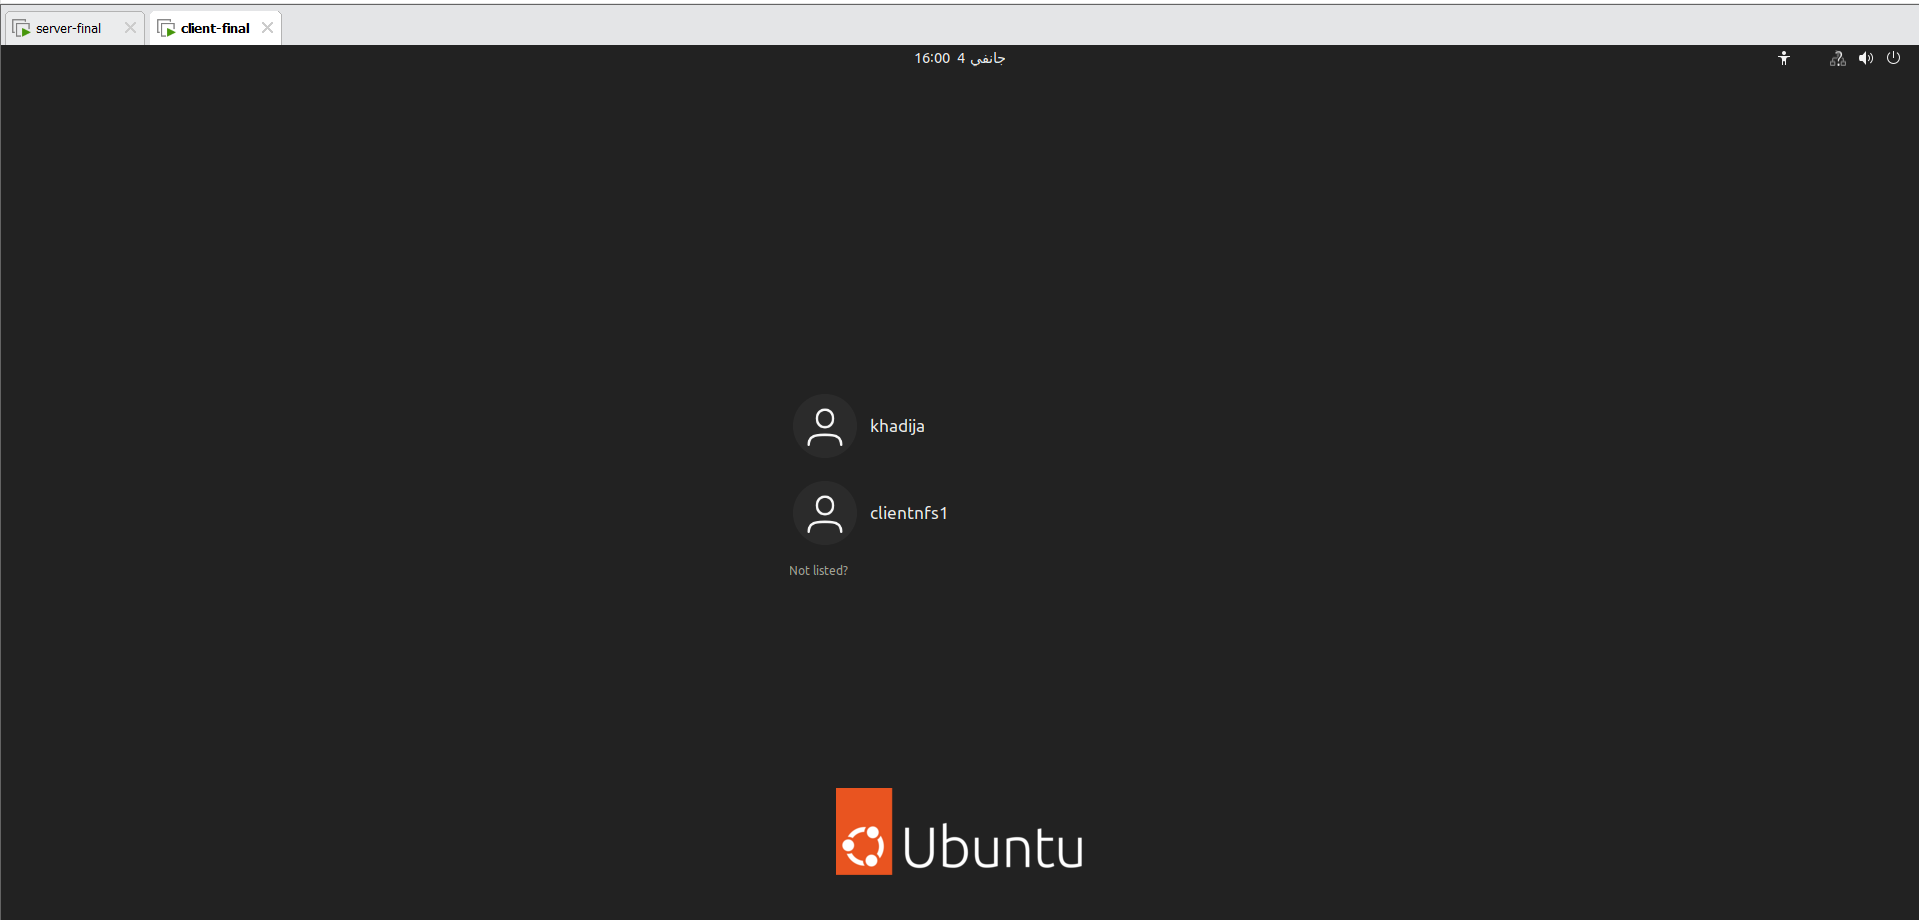 server-final
client-final
16:00 4 جانفي
khadija
clientnfs1
Not listed?
Ubuntu